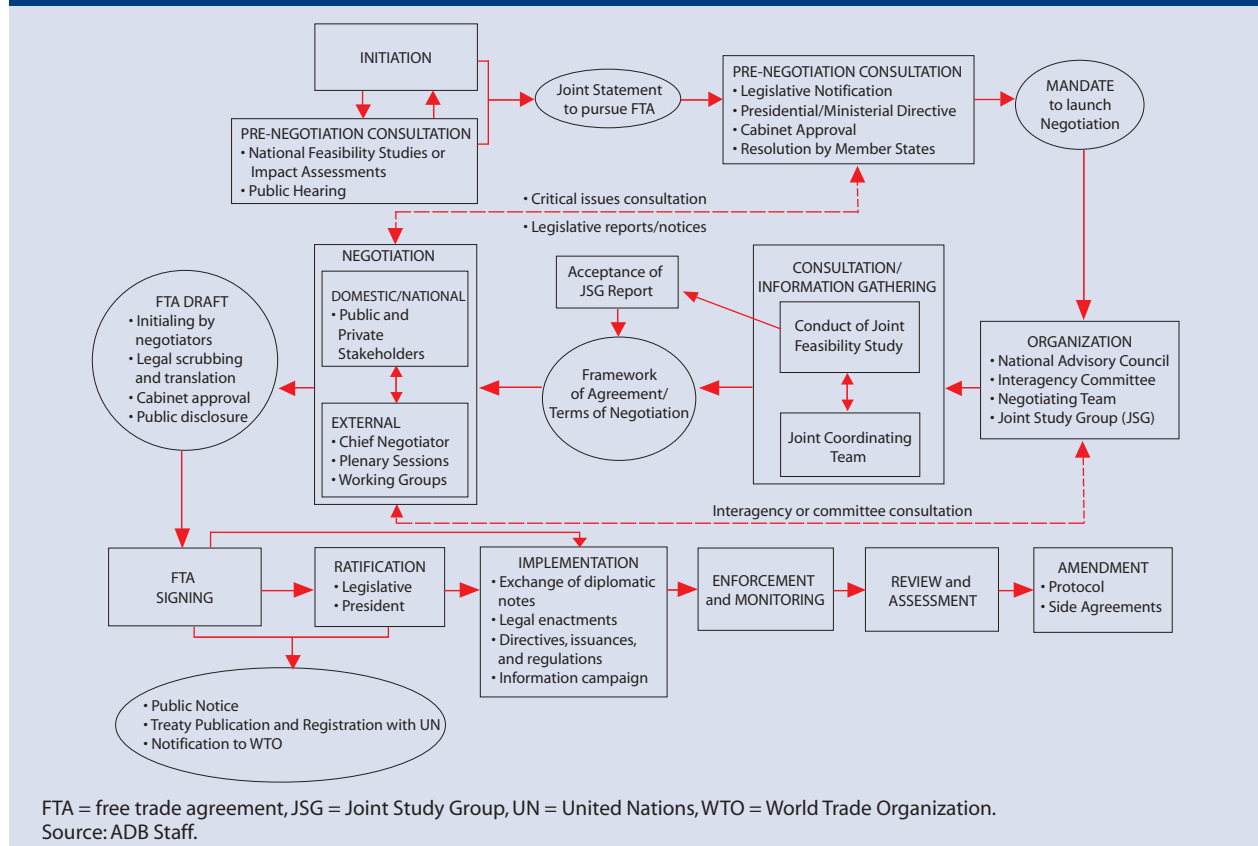 INITIATION
PRE-NEGOTIATION CONSULTATION
• National Feasibility Studies or
Impact Assessments
• Public Hearing
Joint Statement
to pursue FTA
PRE-NEGOTIATION CONSULTATION
• Legislative Notification
• Presidential/Ministerial Directive
• Cabinet Approval
• Resolution by Member States
MANDATE
to launch
Negotiation
• Critical issues consultation
• Legislative reports/notices
ORGANIZATION
• National Advisory Council
• Interagency Committee
• Negotiating Team
• Joint Study Group (JSG)
CONSULTATION/
INFORMATION GATHERING
Conduct of Joint
Feasibility Study
Joint Coordinating
Team
Acceptance of
JSG Report
Framework
of Agreement/
Terms of Negotiation
NEGOTIATION
DOMESTIC/NATIONAL
• Public and
Private
Stakeholders
EXTERNAL
• Chief Negotiator
• Plenary Sessions
• Working Groups
FTA DRAFT
• Initialing by
negotiators
• Legal scrubbing
and translation
• Cabinet approval
• Public disclosure
Interagency or committee consultation
FTA
SIGNING
RATIFICATION
• Legislative
• President
IMPLEMENTATION
• Exchange of diplomatic
notes
• Legal enactments
• Directives, issuances,
and regulations
• Information campaign
ENFORCEMENT
and MONITORING
REVIEW and
ASSESSMENT
AMENDMENT
• Protocol
• Side Agreements
• Public Notice
• Treaty Publication and Registration with UN
• Notification to WTO
FTA = free trade agreement, JSG = Joint Study Group, UN = United Nations, WTO = World Trade Organization.
Source: ADB Staff.